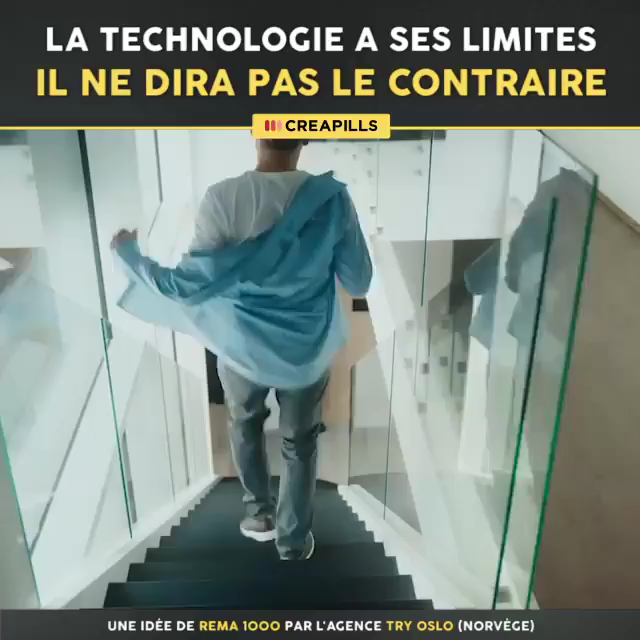 LA TECHNOLOGIE A SES LIMITES
IL NE DIRA PAS LE CONTRAIRE
CREAPILLS
UNE IDÉE DE REMA 1000 PAR L'AGENCE TRY OSLO (NORVÉGE)